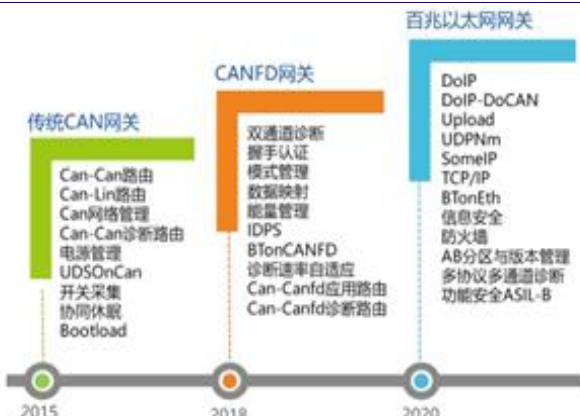 传统CAN网关
Can-Can路由
Can-Lin路由
Can网络管理
Can-Can诊断路由
电源管理
UDSOnCan
开关采集
协同休眠
Bootload
2015
CANFD网关
双通道诊断
握手认证
模式管理
数据映射
能量管理
IDPS
BTonCANFD
诊断速率自适应
Can-Canfd应用路由
Can-Canfd诊断路由
2018
百兆以太网网关
DoIP
DoIP-DoCAN
Upload
UDPNm
SomeIP
TCP/IP
BTonEth
信息安全
防火墙
AB分区与版本管理
多协议多通道诊断
功能安全ASIL-B
2020